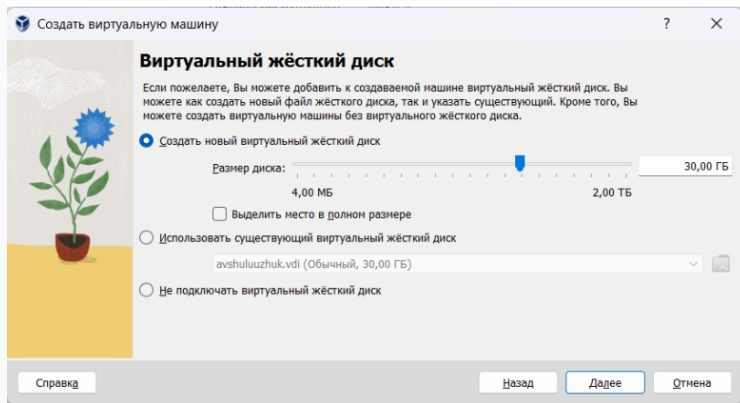 Создать виртуальную машину
Виртуальный жёсткий диск
Если пожелаете, Вы можете добавить к создаваемой машине виртуальный жёсткий диск. Вы
можете как создать новый файл жёсткого диска, так и указать существующий. Кроме того, Вы
можете создать виртуальную машины без виртуального жёсткого диска.
Создать новый виртуальный жёсткий диск
Размер диска:
30,00 ГБ
4,00 МБ
2,00 ТБ
Выделить место в полном размере
Использовать существующий виртуальный жёсткий диск
avshuluuzhuk.vdi (Обычный, 30,00 ГБ)
Не подключать виртуальный жёсткий диск
Справка
Назад
Далее
Отмена